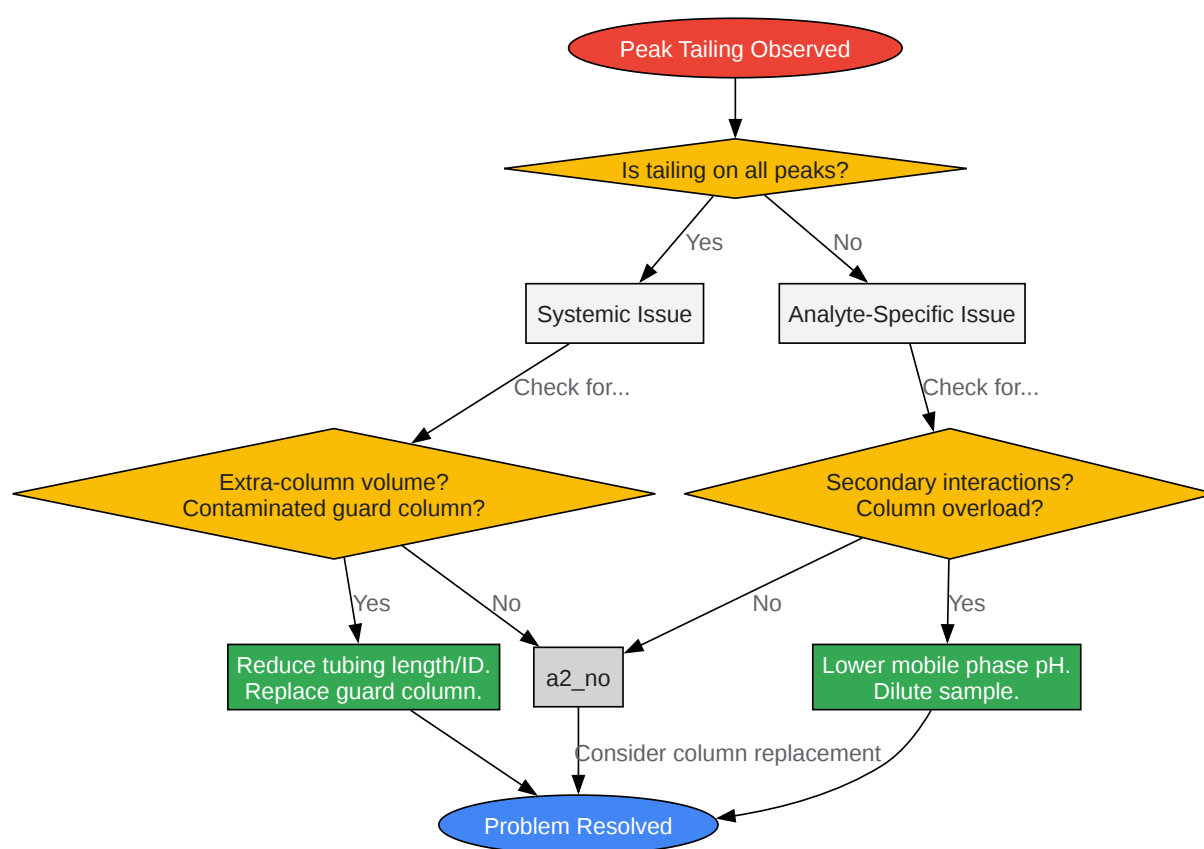 Peak Tailing Observed
Is tailing on all peaks?
Yes
No
Systemic Issue
Analyte-Specific Issue
Check for...
Check for...
Extra-column volume?
Contaminated guard column?
Secondary interactions?
Column overload?
Yes
No
No
Yes
Reduce tubing length/ID.
Replace guard column.
a2_no
Lower mobile phase pH.
Dilute sample.
Consider column replacement
Problem Resolved